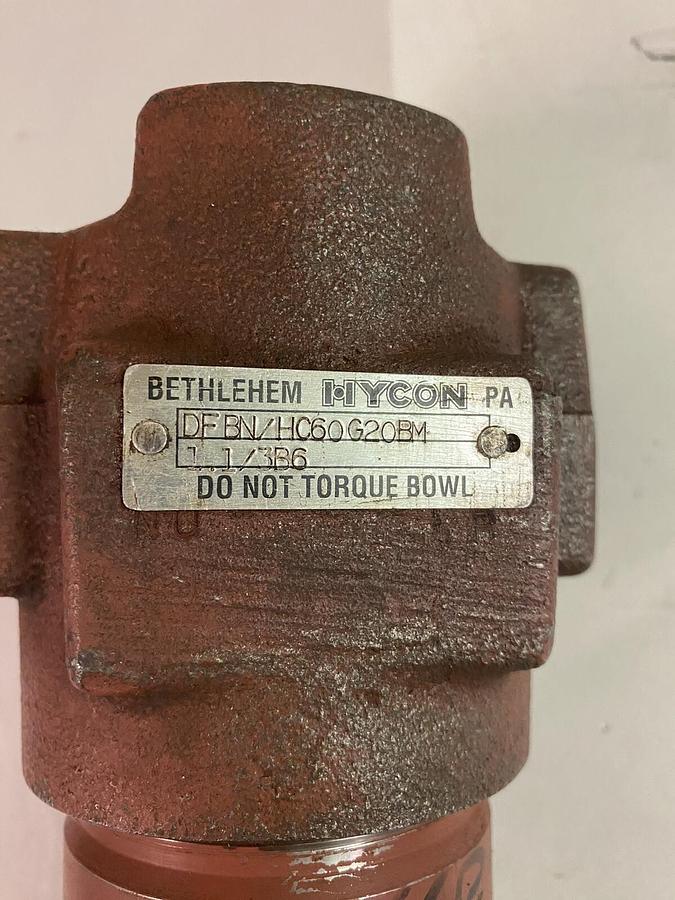 BETHLEHEM HYCON PA
DFBN/HC60G20BM
1.1/3B6
DO NOT TORQUE BOWL